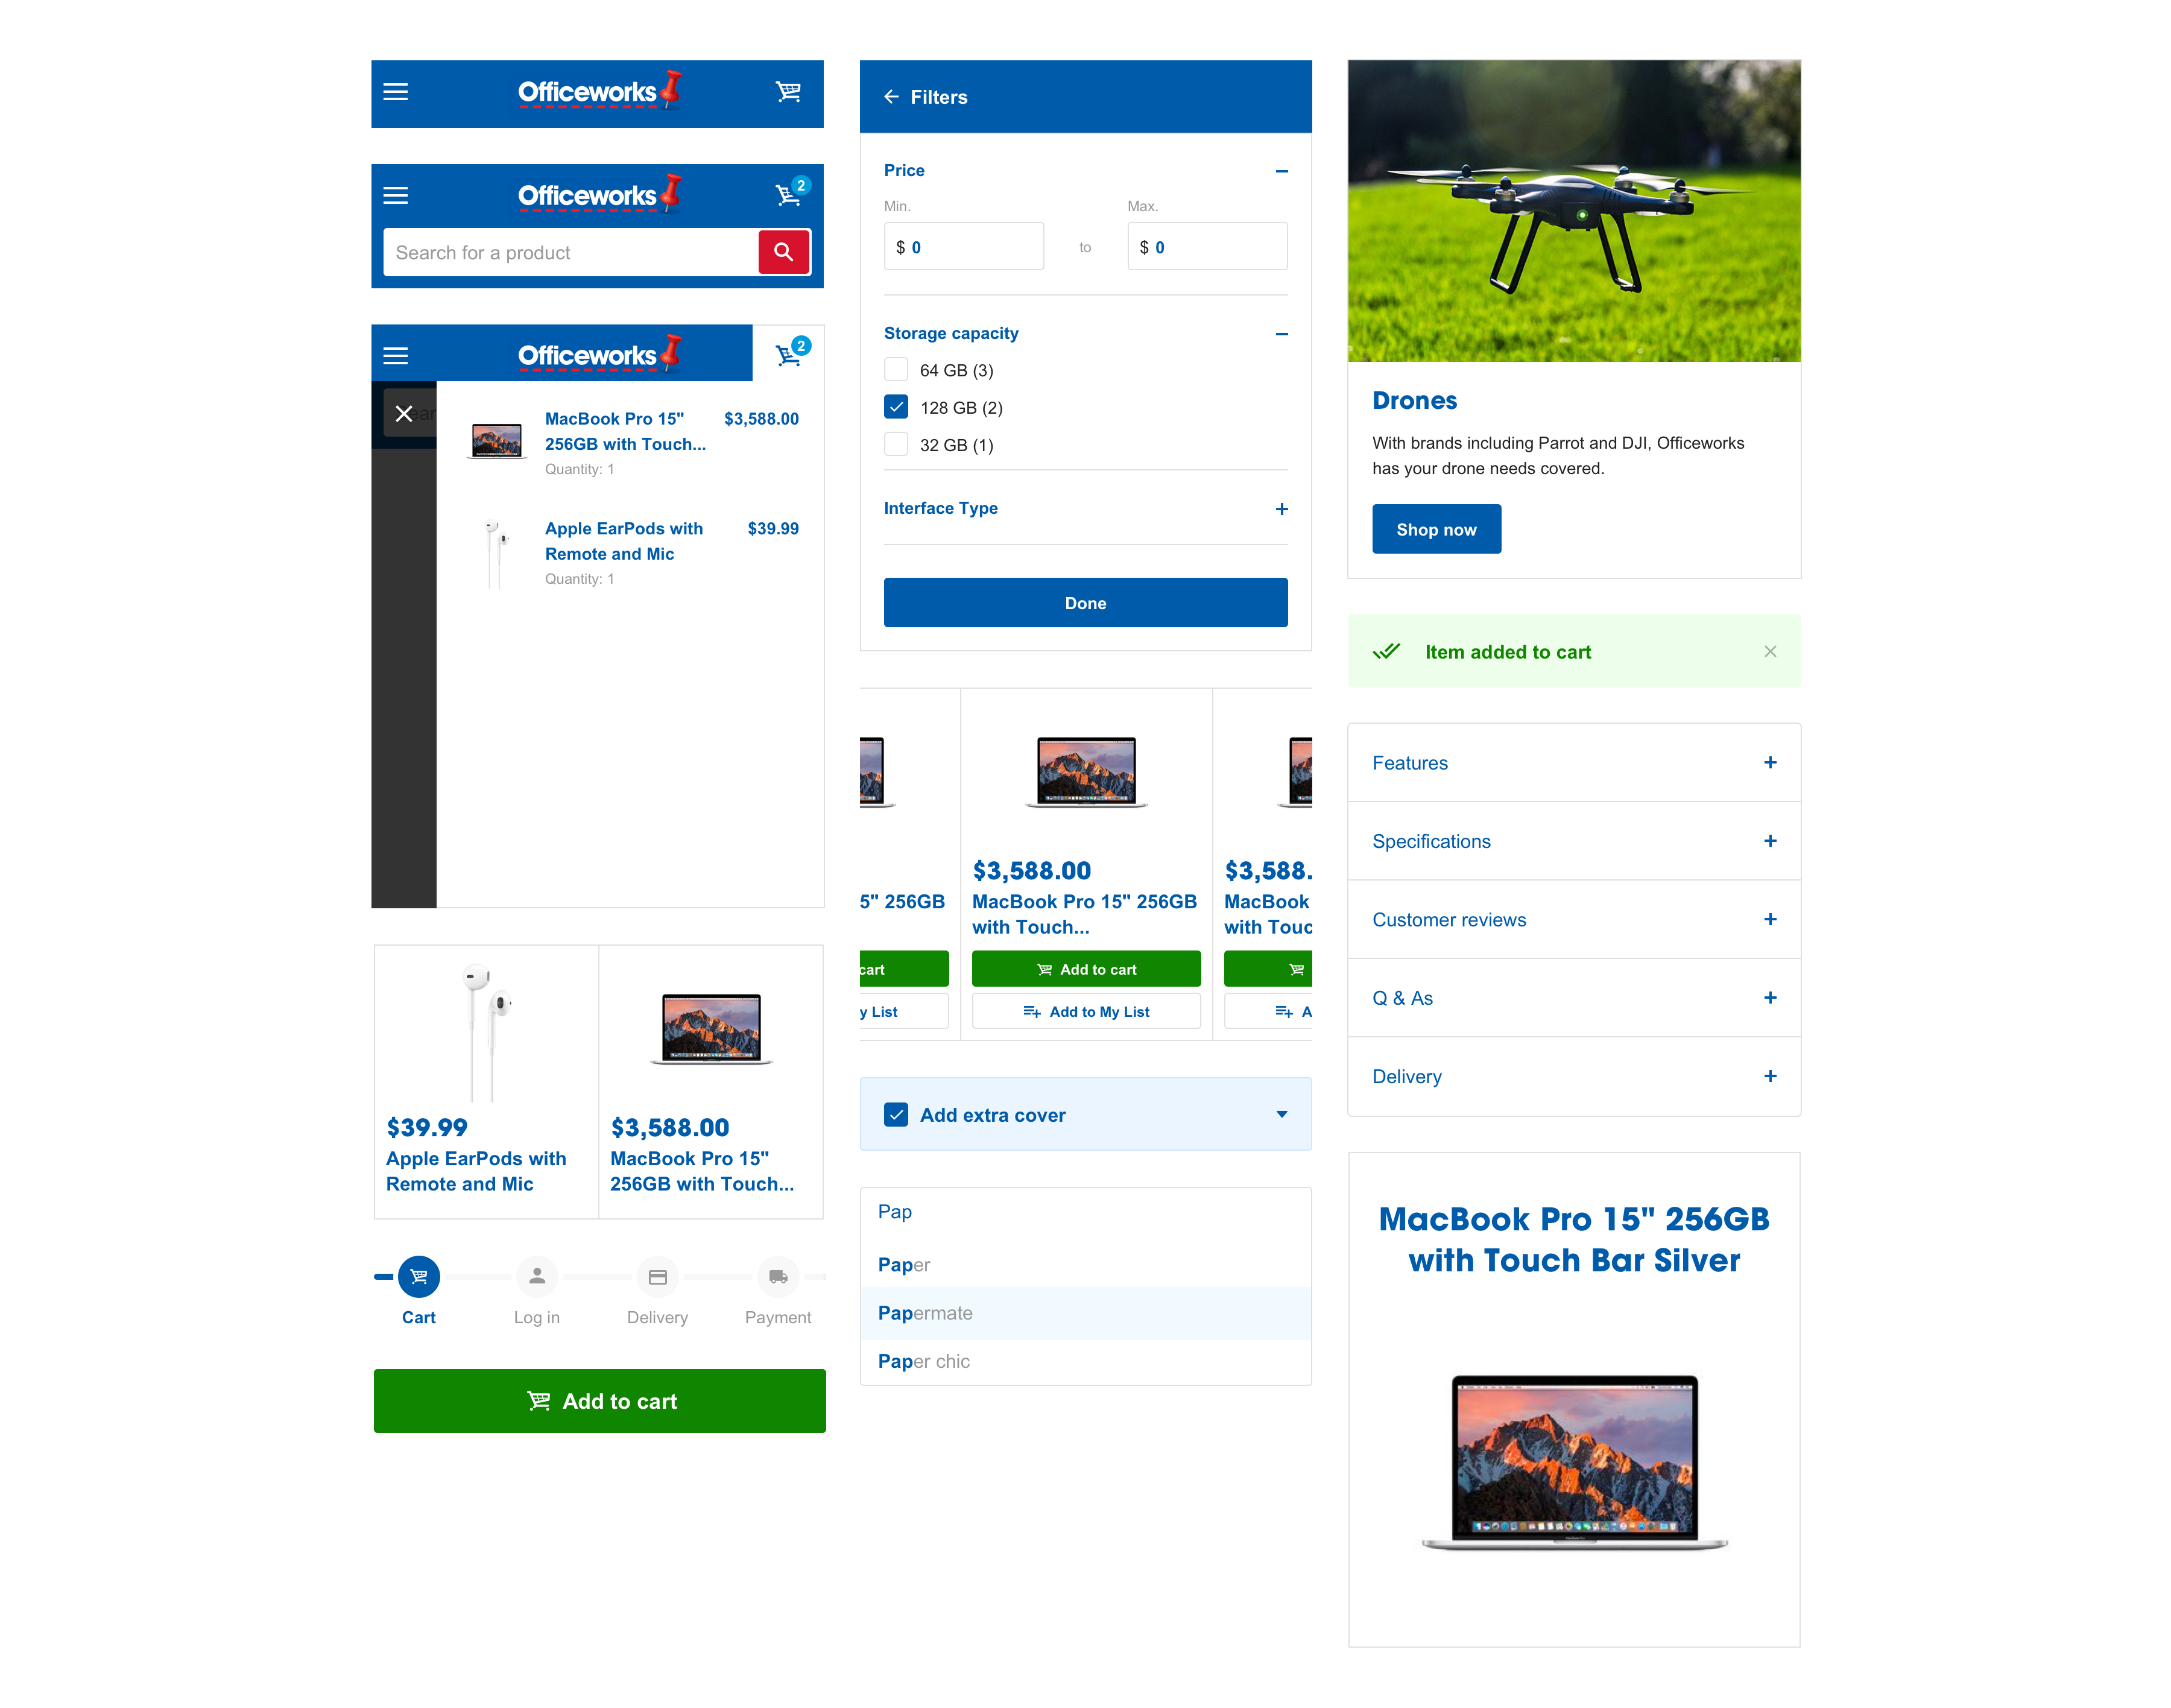 Officeworks
Officeworks
2
Search for a product
Officeworks
2
ear
MacBook Pro 15" $3,588.00
256GB with Touch...
Quantity: 1
Apple EarPods with $39.99
Remote and Mic
Quantity: 1
$39.99
Apple EarPods with
Remote and Mic
$3,588.00
MacBook Pro 15"
256GB with Touch...
Cart
Log in
Delivery
Payment
Add to cart
Filters
Price
Min.
Max.
$ 0
to
$ 0
Storage capacity
64 GB (3)
128 GB (2)
32 GB (1)
Interface Type
Done
5" 256GB
cart
y List
$3,588.00
MacBook Pro 15" 256GB
with Touch...
Add to cart
Add to My List
$3,588.
MacBook
with Touc
A
Add extra cover
Pap
Paper
Papermate
Paper chic
Drones
With brands including Parrot and DJI, Officeworks
has your drone needs covered.
Shop now
Item added to cart
Features
Specifications
Customer reviews
Q & As
Delivery
MacBook Pro 15" 256GB
with Touch Bar Silver